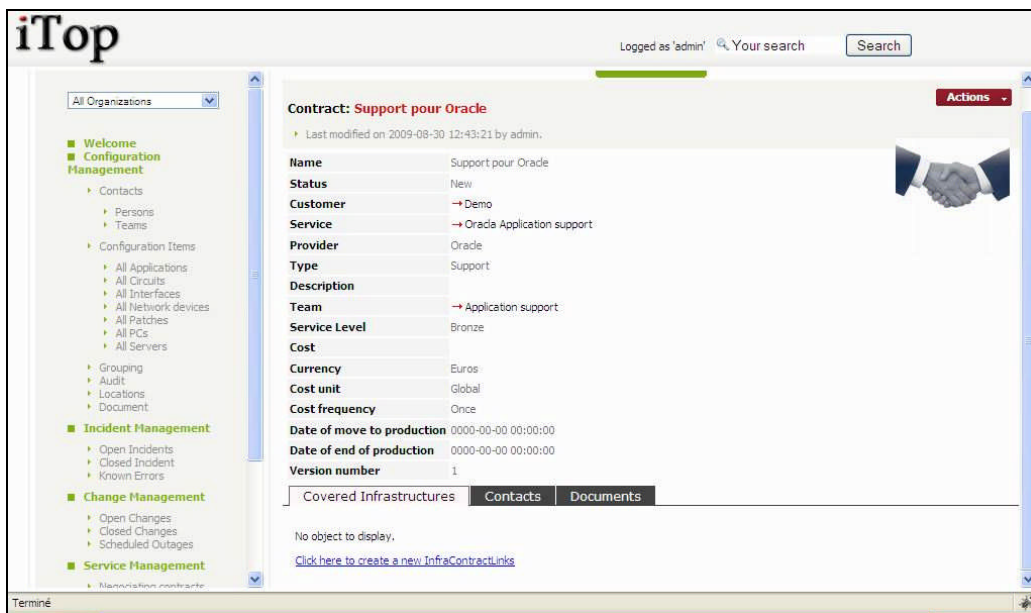 iTop
Logged as 'admin' Your search Search
All Organizations
Welcome
Configuration
Management
Contacts
Persons
Teams
Configuration Items
All Applications
All Circuits
All Interfaces
All Network devices
All Patches
All PCs
All Servers
Grouping
Audit
Locations
Document
Incident Management
Open Incidents
Closed Incident
Known Errors
Change Management
Open Changes
Closed Changes
Scheduled Outages
Service Management
Negociating contracts
Contract: Support pour Oracle
Actions
Last modified on 2009-08-30 12:43:21 by admin.
Name Support pour Oracle
Status New
Customer → Demo
Service → Oracla Application support
Provider Oracle
Type Support
Description
Team → Application support
Service Level Bronze
Cost
Currency Euros
Cost unit Global
Cost frequency Once
Date of move to production 0000-00-00 00:00:00
Date of end of production 0000-00-00 00:00:00
Version number 1
Covered Infrastructures Contacts Documents
No object to display.
Click here to create a new InfraContractLinks
Terminé